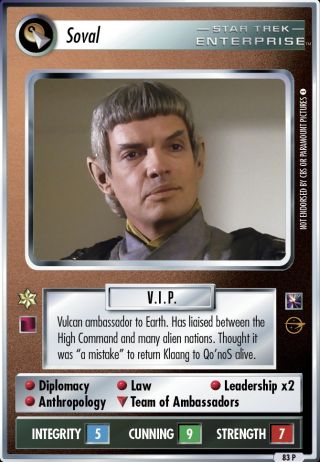 Soval
STAR TREK
ENTERPRISE™
NOT ENDORSED BY CBS OR PARAMOUNT PICTURES
V.I.P.
Vulcan ambassador to Earth. Has liaised between the
High Command and many alien nations. Thought it
was “a mistake” to return Klaang to Qo'noS alive.
Diplomacy Law Leadership x2
Anthropology Team of Ambassadors
INTEGRITY 5 CUNNING 9 STRENGTH 7
83 P